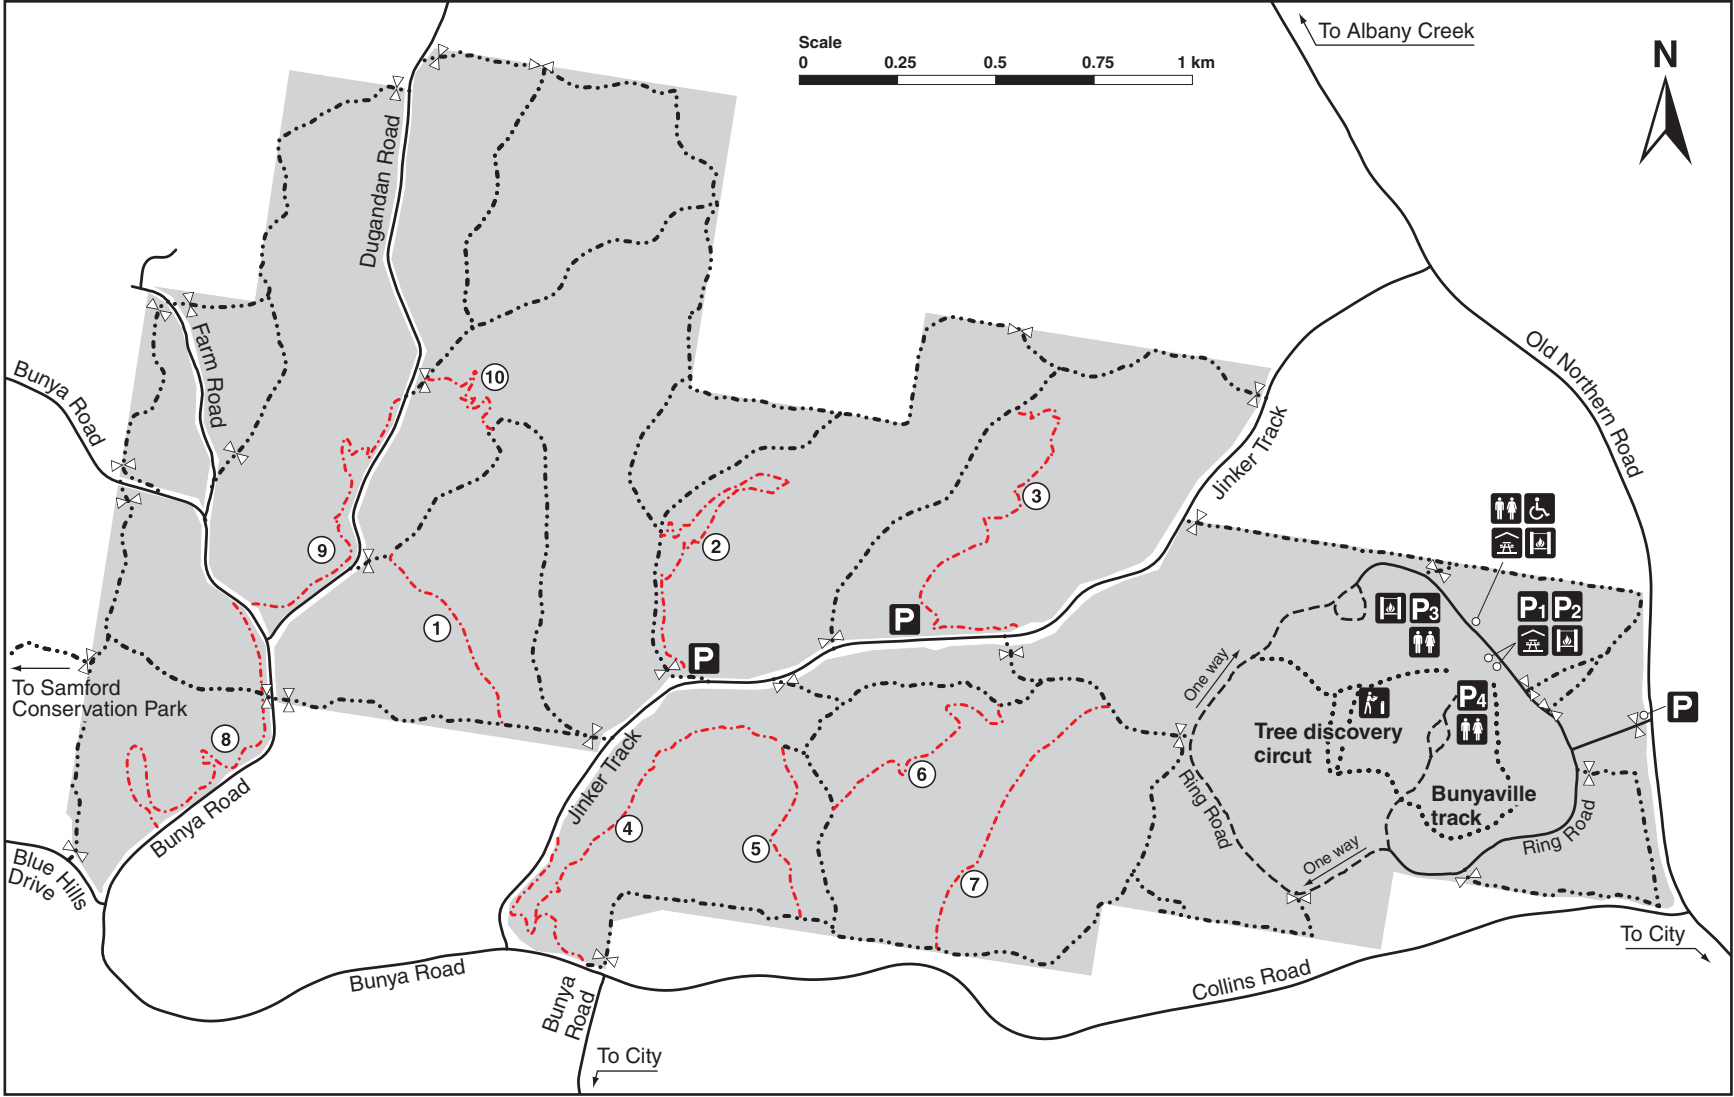 To Albany Creek
Scale
0 0.25 0.5 0.75 1 km
N
Dugandan Road
Farm Road
Bunya Road
Old Northern Road
Jinker Track
10
3
2
9
1
P
P
P3
P1 P2
To Samford
Conservation Park
One way
P4
P
Tree discovery
circut
8
6
Jinker Track
Ring Road
Bunyaville
track
Bunya Road
4
5
7
Ring Road
One way
Blue Hills
Drive
To City
Bunya Road
Bunya
Road
Collins Road
To City